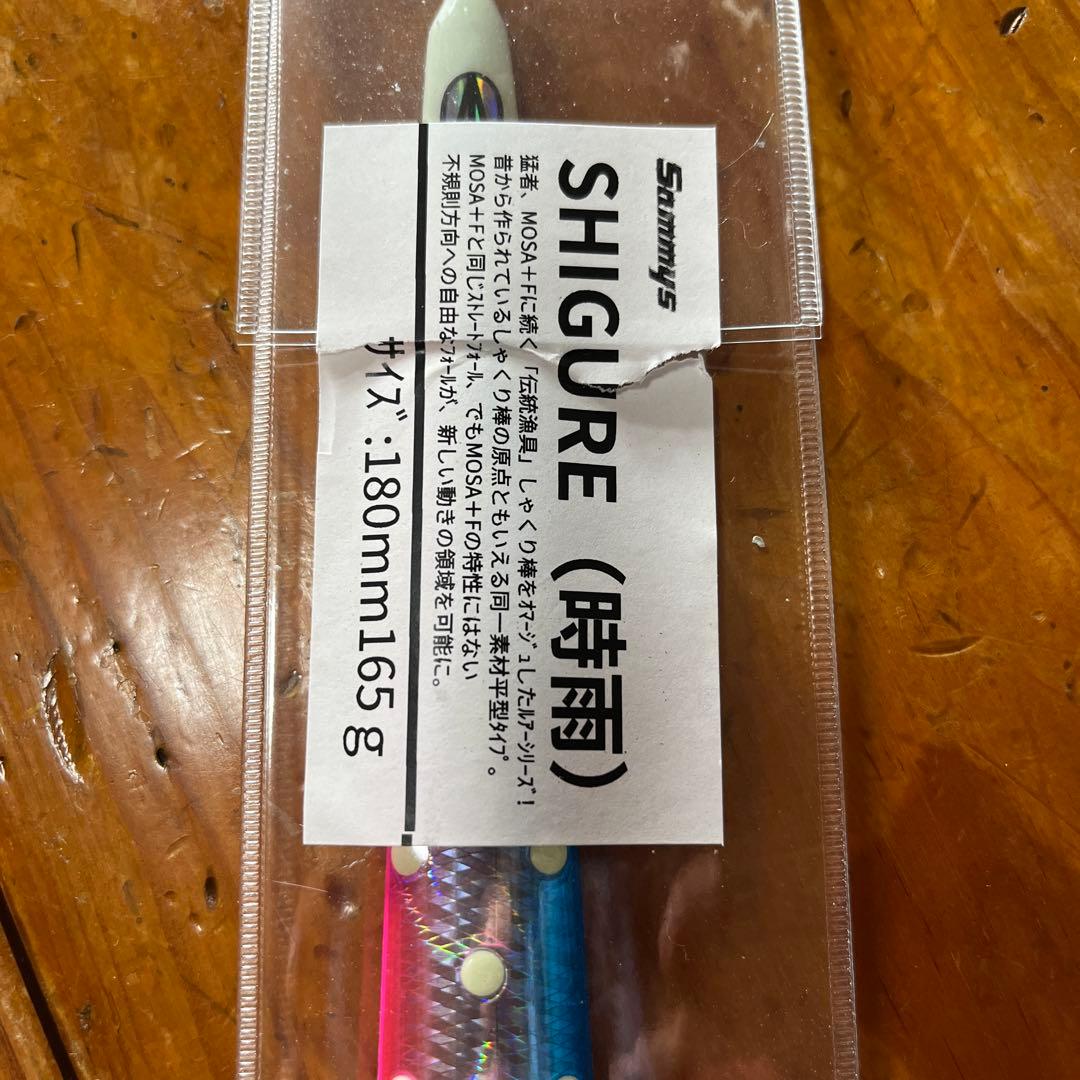 Sammys
SHIGURE（時雨）
猛者、MOSA＋Fに続く「伝統漁具」しゃくり棒をｵﾏｰｼﾞｭしたﾙｱｰｼﾘｰｽﾞ！
昔から作られているしゃくり棒の原点ともいえる同一素材平型ﾀｲﾌﾟ。
MOSA＋Fと同じｽﾄﾚｰﾄﾌｫｰﾙ、でもMOSA＋Fの特性にはない
不規則方向への自由なﾌｫｰﾙが、新しい動きの領域を可能に。
ｻｲｽﾞ:180mm165ｇ